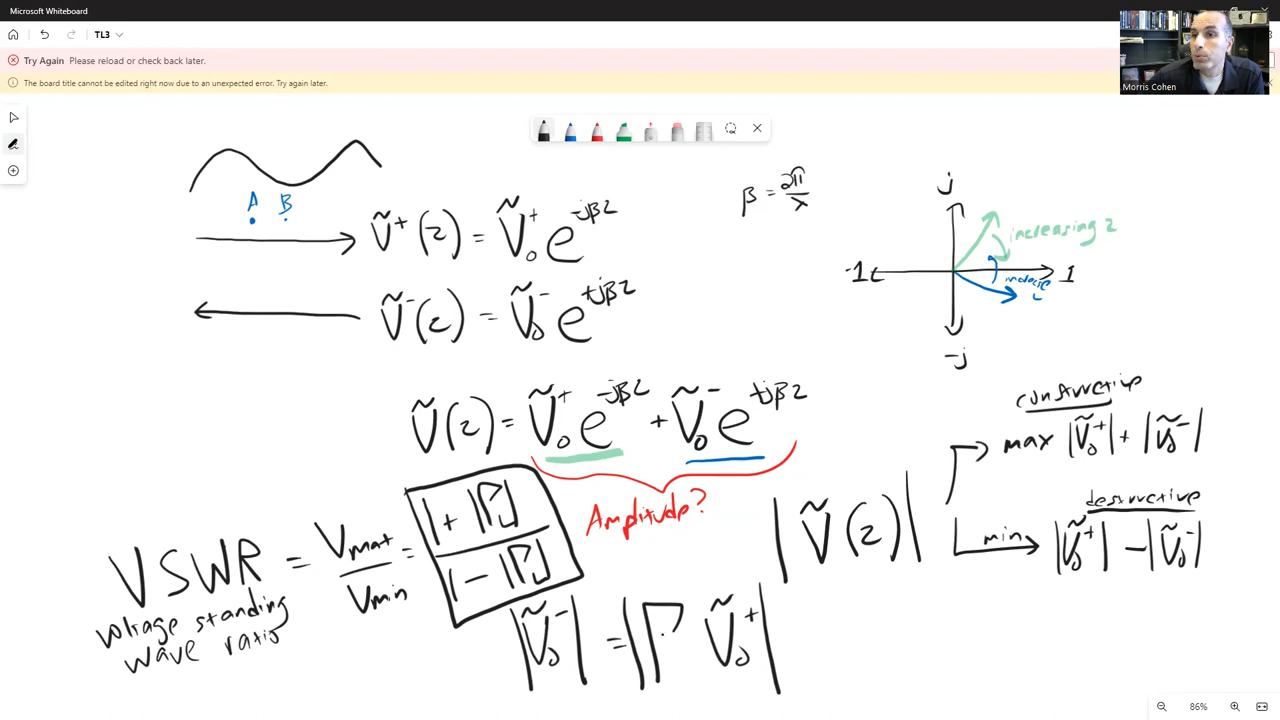 Microsoft Whiteboard
TL3
Try Again Please reload or check back later.
The board title cannot be edited right now due to an unexpected error. Try again later.
Morris Cohen
A B
Ṽ⁺(z) = Ṽ₀⁺ e^{-jβz}
Ṽ⁻(z) = Ṽ₀⁻ e^{+jβz}
β = 2π/λ
j
increasing z
-1
1
increase
z
-j
Ṽ(z) = Ṽ₀⁺ e^{-jβz} + Ṽ₀⁻ e^{+jβz}
Amplitude?
|Ṽ(z)|
constructive
max |Ṽ₀⁺| + |Ṽ₀⁻|
destructive
min |Ṽ₀⁺| - |Ṽ₀⁻|
VSWR = Vmax/Vmin = (1 + |Γ|)/(1 - |Γ|)
voltage standing
wave ratio
|Ṽ₀⁻| = |Γ Ṽ₀⁺|
86%